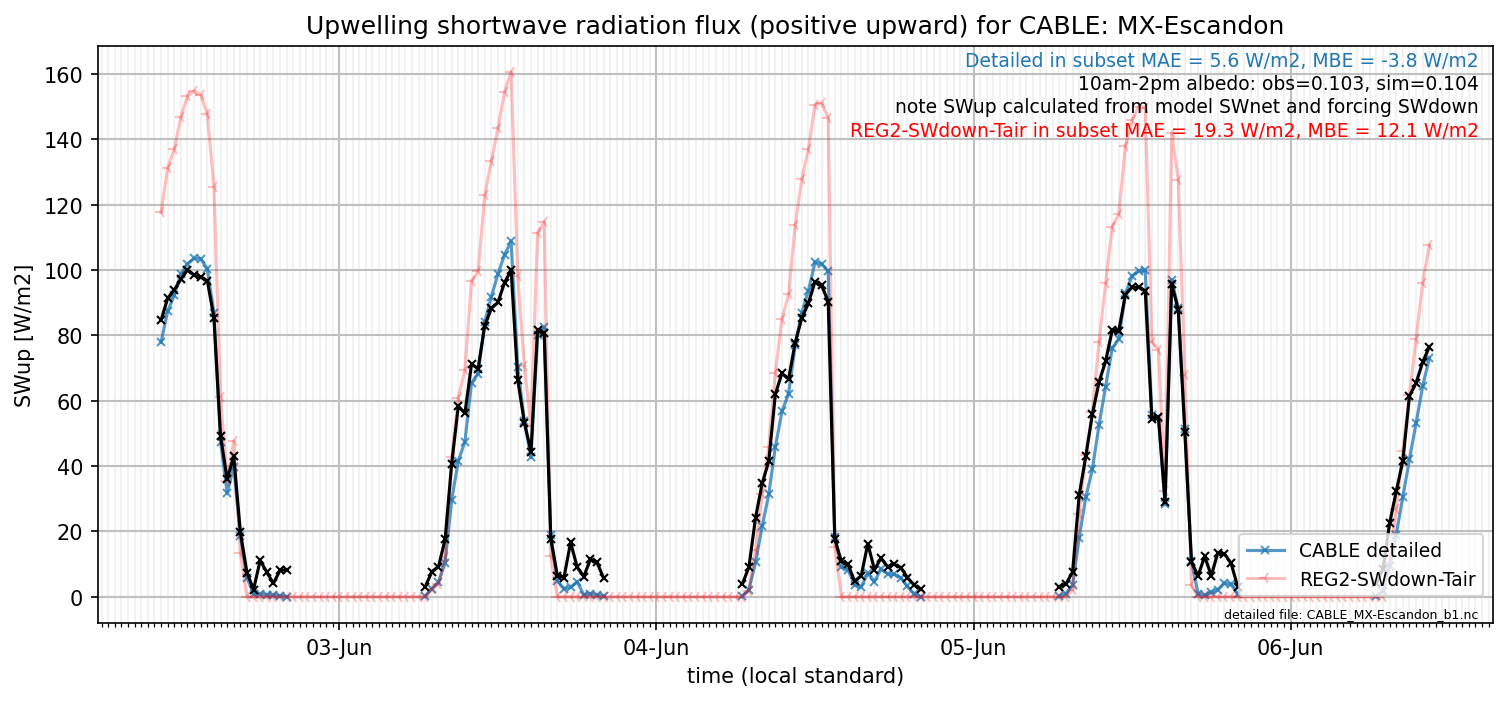 Upwelling shortwave radiation flux (positive upward) for CABLE: MX-Escandon
Detailed in subset MAE = 5.6 W/m2, MBE = -3.8 W/m2
10am-2pm albedo: obs=0.103, sim=0.104
note SWup calculated from model SWnet and forcing SWdown
REG2-SWdown-Tair in subset MAE = 19.3 W/m2, MBE = 12.1 W/m2
SWup [W/m2]
160
140
120
100
80
60
40
20
0
CABLE detailed
REG2-SWdown-Tair
detailed file: CABLE_MX-Escandon_b1.nc
03-Jun
04-Jun
05-Jun
06-Jun
time (local standard)